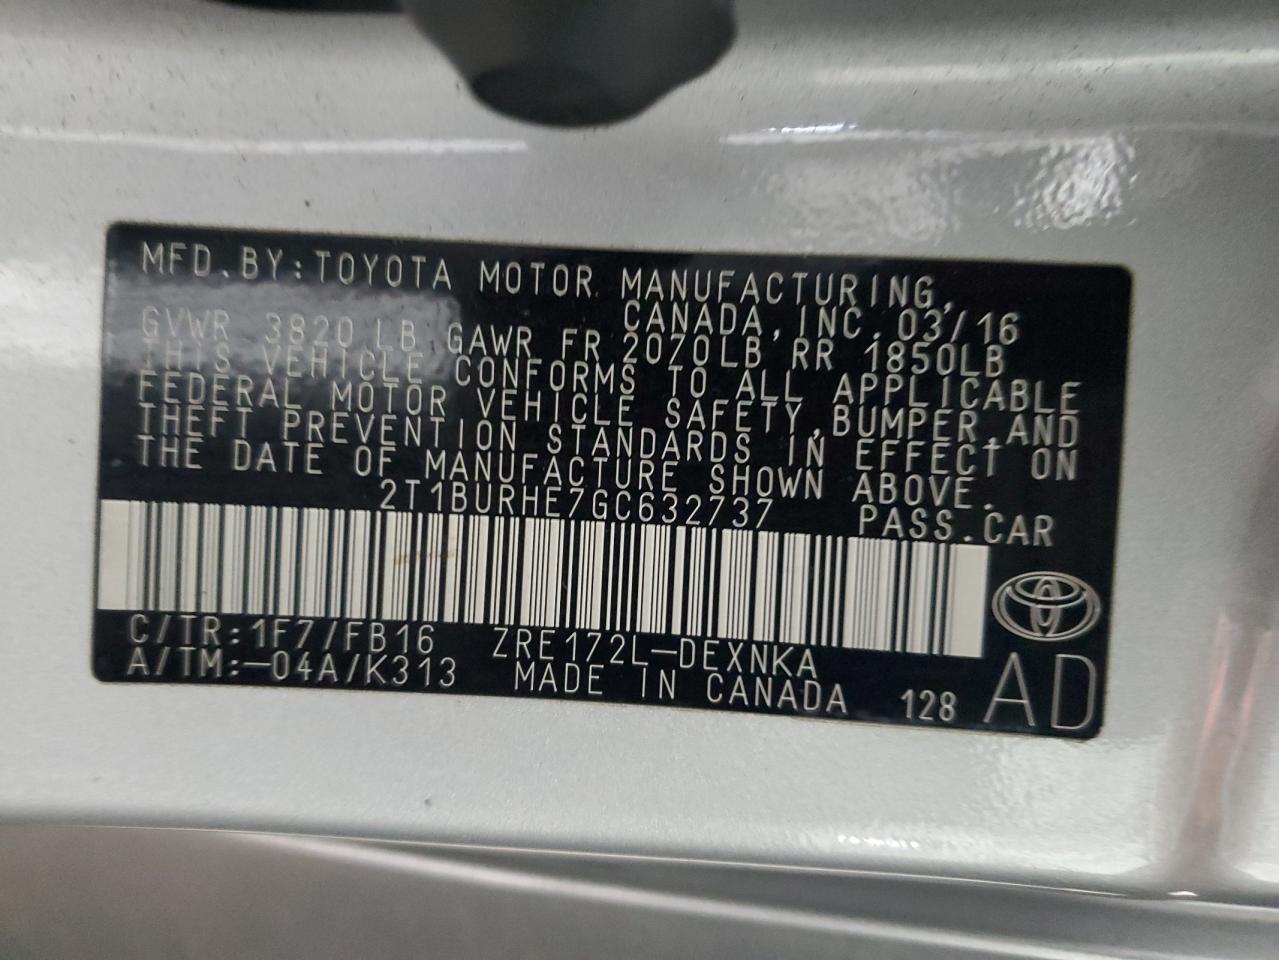 MFD.BY:TOYOTA MOTOR MANUFACTURING,
CANADA,INC.03/16
GVWR 3820 LB GAWR FR 2070LB RR 1850LB
THIS VEHICLE CONFORMS TO ALL APPLICABLE
FEDERAL MOTOR VEHICLE SAFETY,BUMPER,AND
THEFT PREVENTION STANDARDS IN EFFECT ON
THE DATE OF MANUFACTURE SHOWN ABOVE.
2T1BURHE7GC632737 PASS.CAR
C/TR:1F7/FB16 ZRE172L-DEXNKA
A/TM:-04A/K313 MADE IN CANADA 128 AD